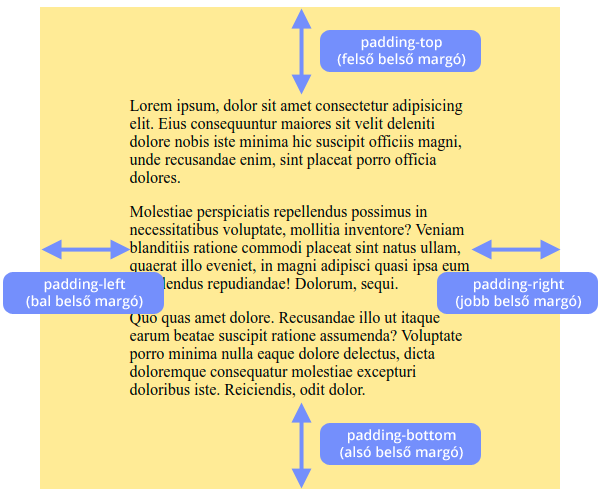 padding-top
(felső belső margó)
Lorem ipsum, dolor sit amet consectetur adipisicing
elit. Eius consequuntur maiores sit velit deleniti
dolore nobis iste minima hic suscipit officiis magni,
unde recusandae enim, sint placeat porro officia
dolores.
Molestiae perspiciatis repellendus possimus in
necessitatibus voluptate, mollitia inventore? Veniam
blanditiis ratione commodi placeat sint natus ullam,
quaerat illo eveniet, in magni adipisci quasi ipsa eum
repudiandae! Dolorum, sequi.
padding-left
(bal belső margó)
padding-right
(jobb belső margó)
Quo quas amet dolore. Recusandae illo ut itaque
earum beatae suscipit ratione assumenda? Voluptate
porro minima nulla eaque dolore delectus, dicta
doloremque consequatur molestiae excepturi
doloribus iste. Reiciendis, odit dolor.
padding-bottom
(alsó belső margó)